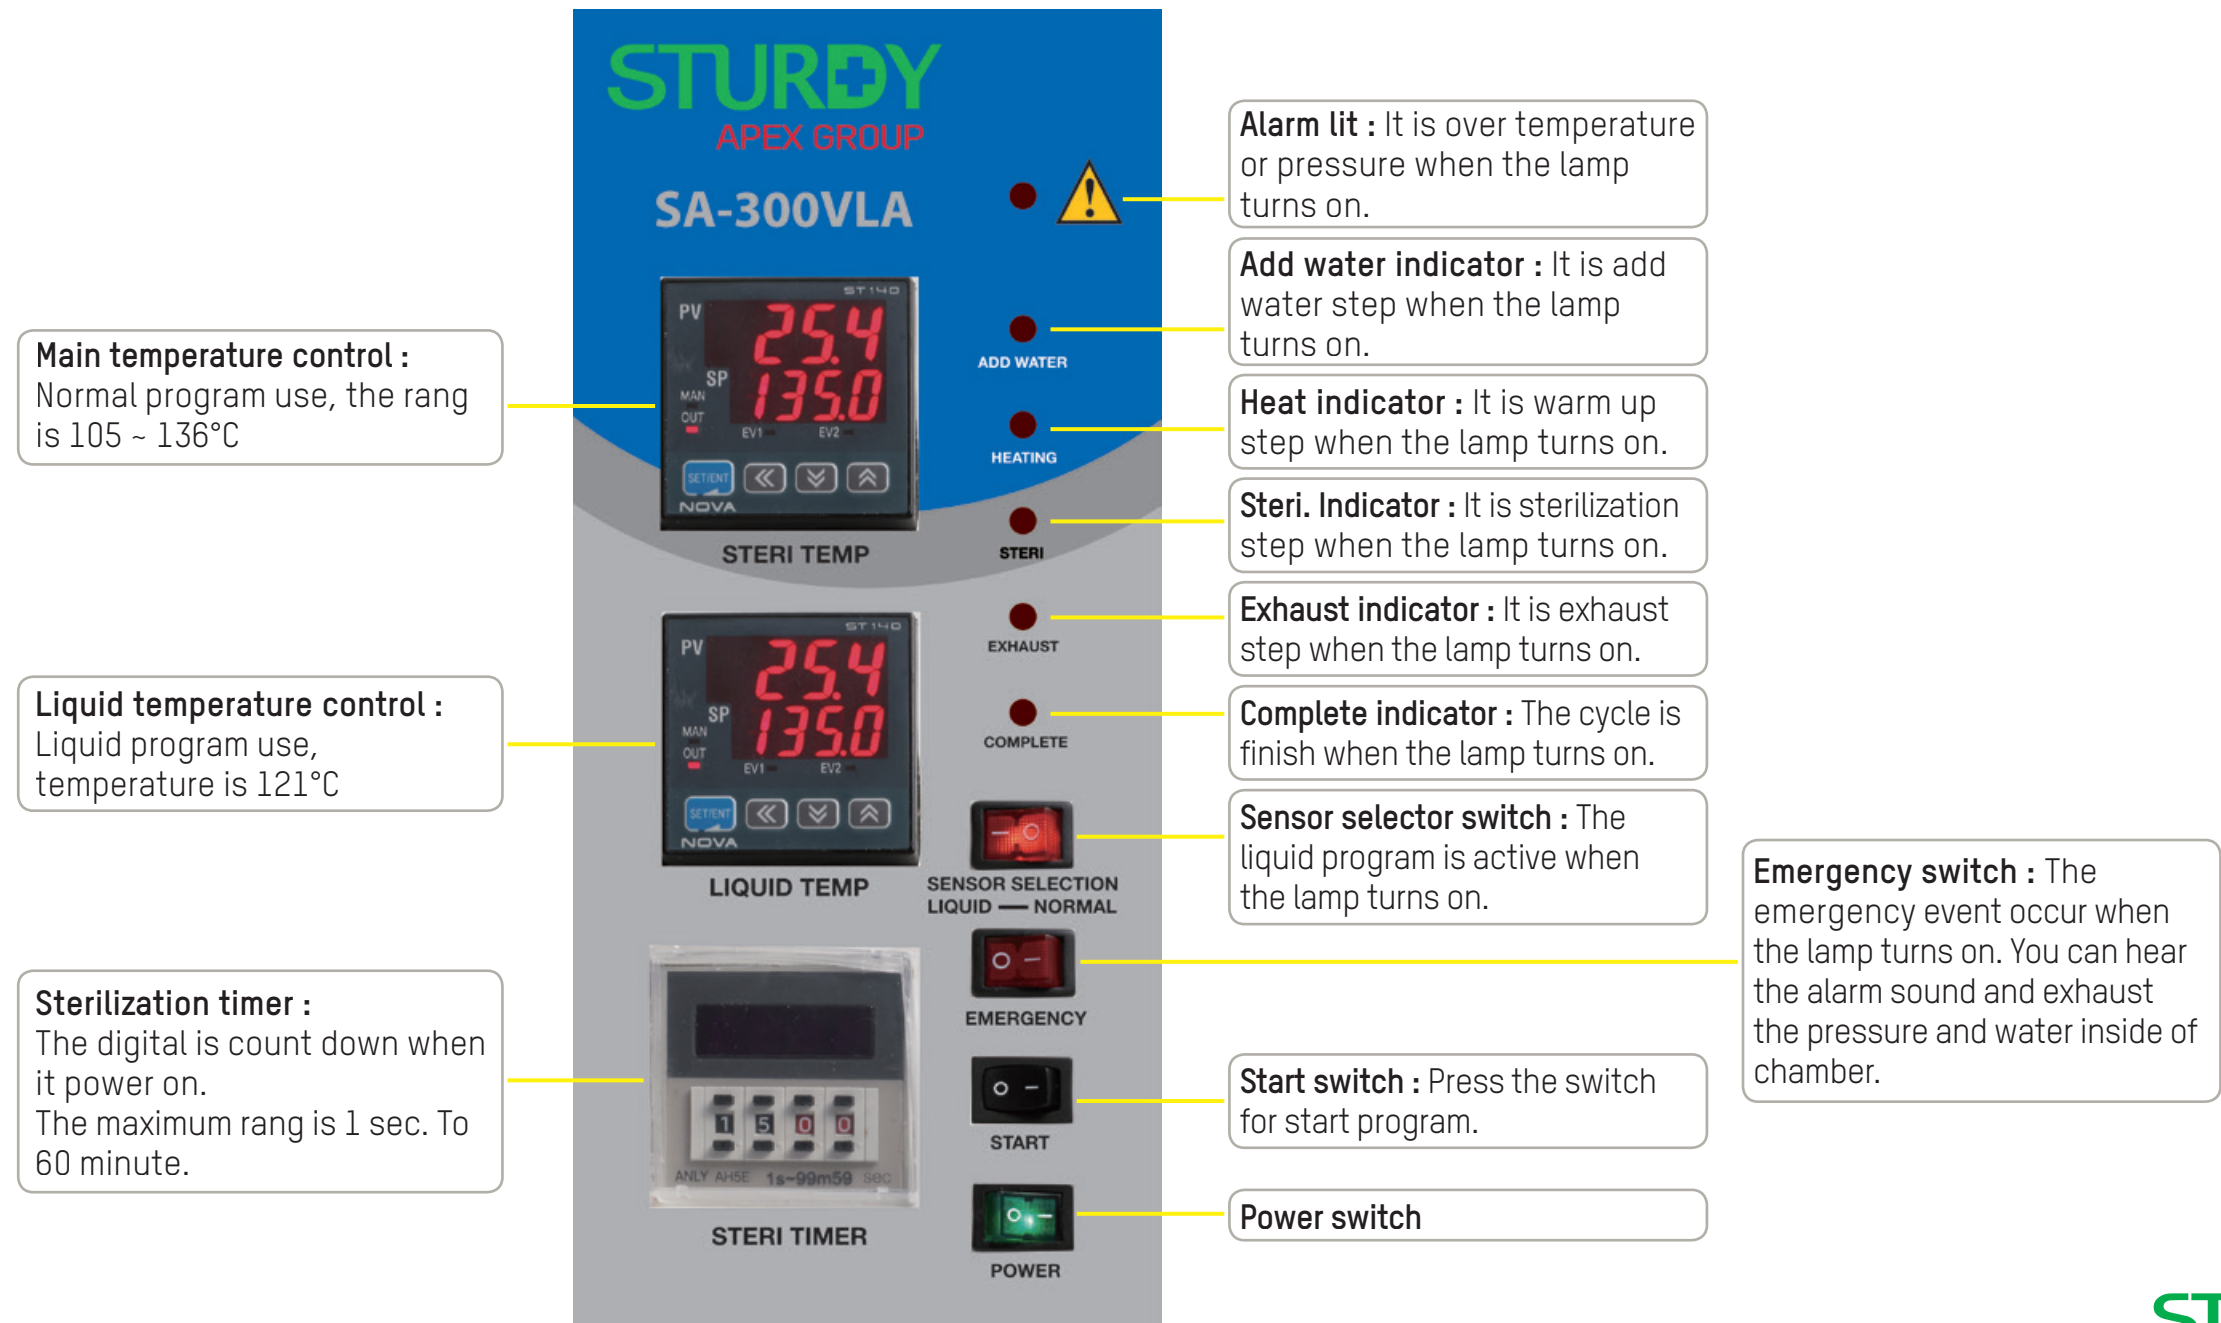 STURDY
APEX GROUP
SA-300VLA
ST140
PV
25.4
SP
135.0
MAN
OUT
EV1
EV2
SET/ENT
NOVA
STERI TEMP
ST140
PV
25.4
SP
135.0
MAN
OUT
EV1
EV2
SET/ENT
NOVA
LIQUID TEMP
1 5 0 0
ANLY AH5E 1s~99m59 sec
STERI TIMER
ADD WATER
HEATING
STERI
EXHAUST
COMPLETE
SENSOR SELECTION
LIQUID — NORMAL
EMERGENCY
START
POWER
Main temperature control :
Normal program use, the rang
is 105 ~ 136°C
Liquid temperature control :
Liquid program use,
temperature is 121°C
Sterilization timer :
The digital is count down when
it power on.
The maximum rang is 1 sec. To
60 minute.
Alarm lit : It is over temperature
or pressure when the lamp
turns on.
Add water indicator : It is add
water step when the lamp
turns on.
Heat indicator : It is warm up
step when the lamp turns on.
Steri. Indicator : It is sterilization
step when the lamp turns on.
Exhaust indicator : It is exhaust
step when the lamp turns on.
Complete indicator : The cycle is
finish when the lamp turns on.
Sensor selector switch : The
liquid program is active when
the lamp turns on.
Emergency switch : The
emergency event occur when
the lamp turns on. You can hear
the alarm sound and exhaust
the pressure and water inside of
chamber.
Start switch : Press the switch
for start program.
Power switch
ST